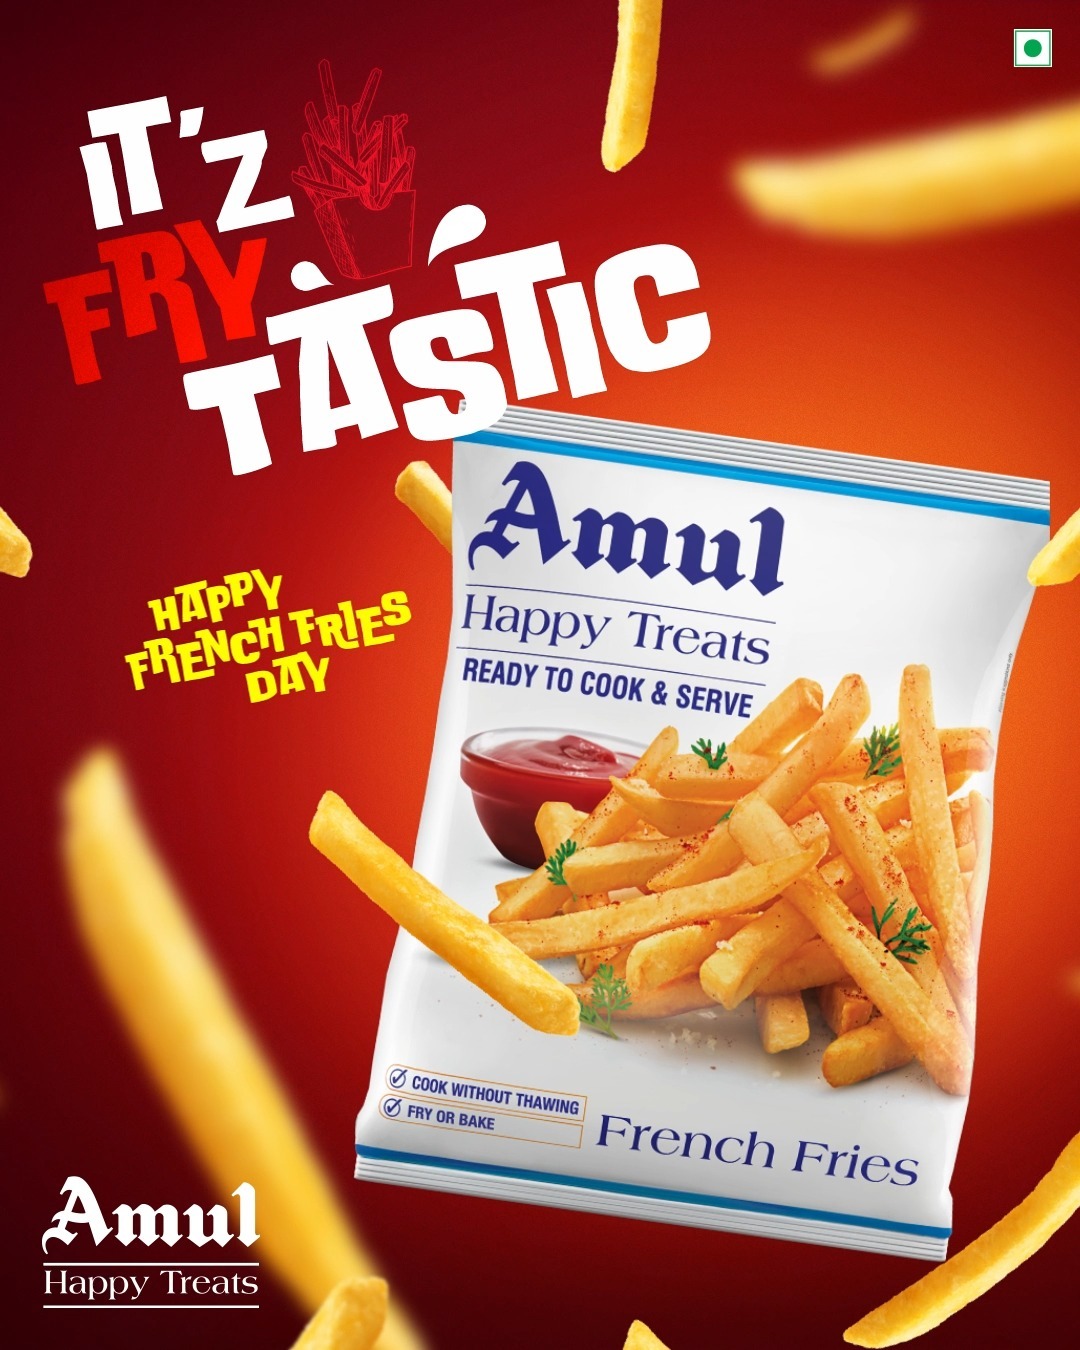 IT'Z
FRY
TASTIC
HAPPY
FRENCH FRIES
DAY
Amul
Happy Treats
READY TO COOK & SERVE
COOK WITHOUT THAWING
FRY OR BAKE
French Fries
Amul
Happy Treats